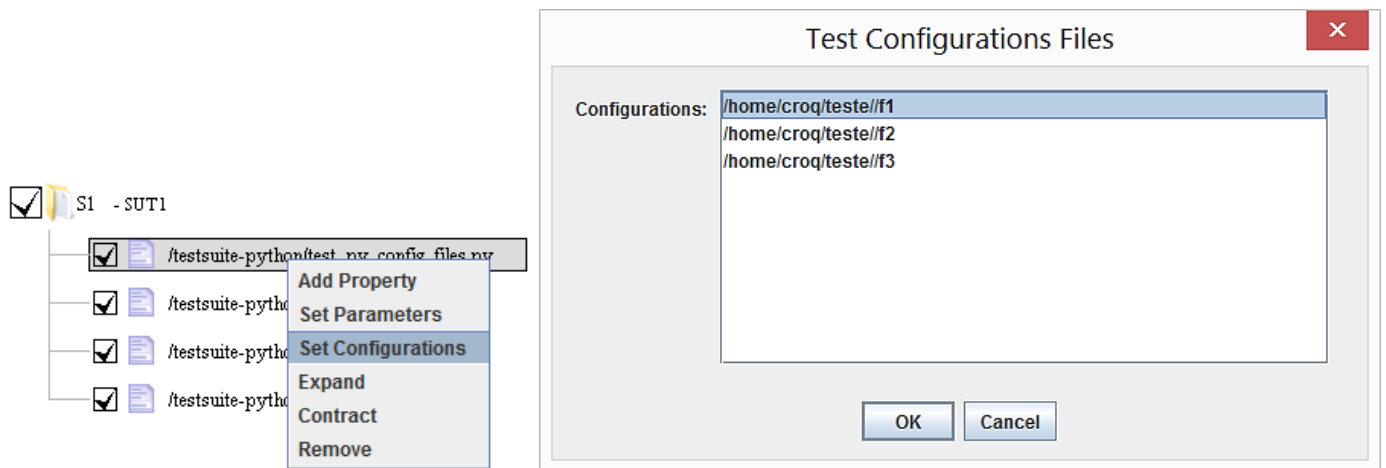 S1 - SUT1
/testsuite-python/test_py_config_files.py
/testsuite-pytho
/testsuite-pytho
/testsuite-pytho
Add Property
Set Parameters
Set Configurations
Expand
Contract
Remove
Test Configurations Files
Configurations:
/home/croq/teste//f1
/home/croq/teste//f2
/home/croq/teste//f3
OK
Cancel